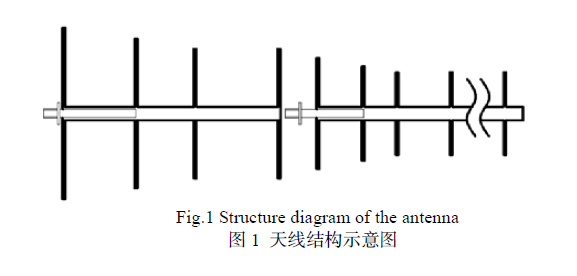 Fig.1 Structure diagram of the antenna
图 1 天线结构示意图